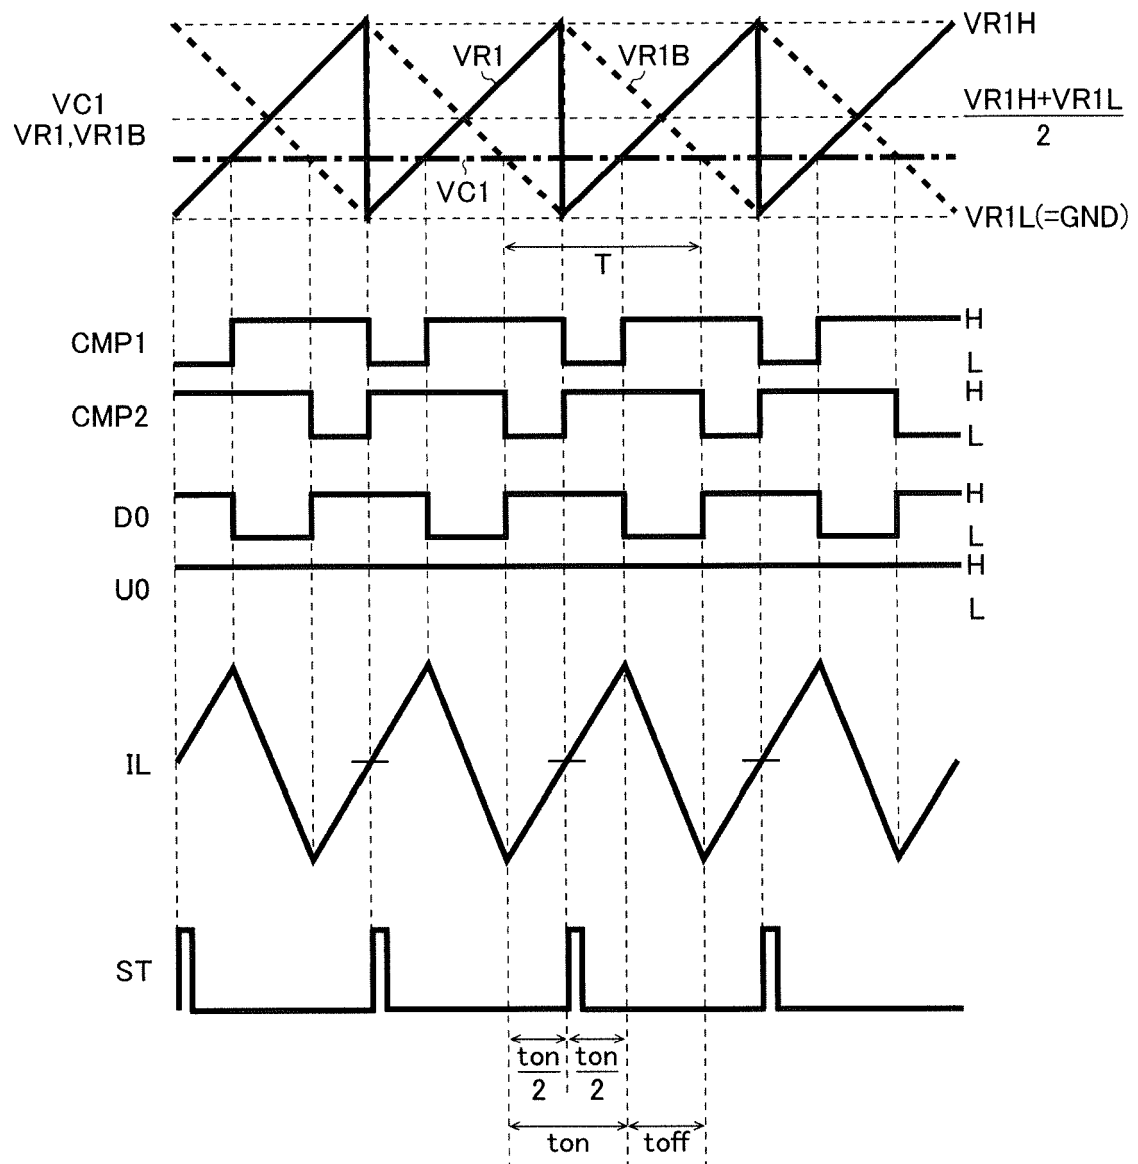 VR1H
VR1
VR1B
VC1
VR1,VR1B
VR1H+VR1L
2
VC1
VR1L(=GND)
T
CMP1
H
L
CMP2
H
L
D0
H
L
U0
H
L
IL
ST
ton
2
ton
2
ton
toff